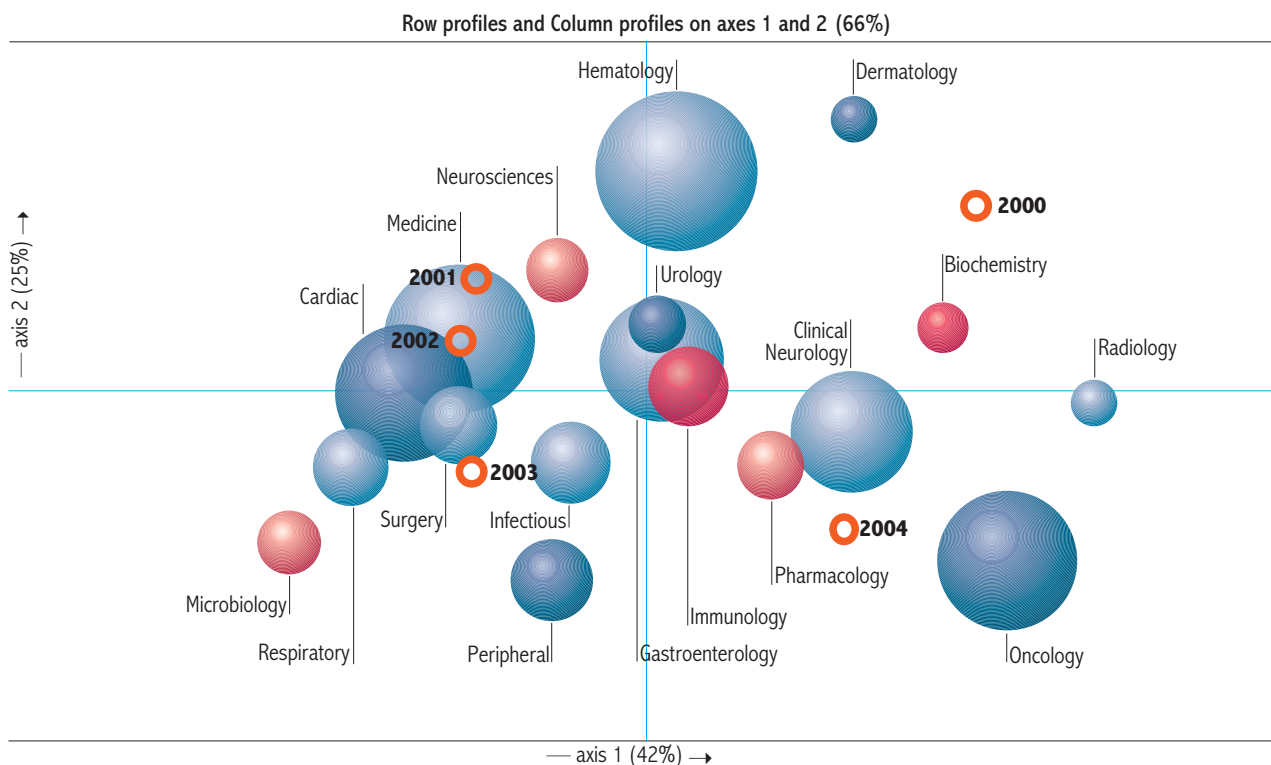 Row profiles and Column profiles on axes 1 and 2 (66%)
Hematology
Dermatology
Neurosciences
2000
Medicine
axis 2 (25%)
2001
Biochemistry
Urology
Cardiac
Clinical
Neurology
2002
Radiology
2003
Surgery
Infectious
2004
Pharmacology
Microbiology
Immunology
Respiratory
Peripheral
Gastroenterology
Oncology
axis 1 (42%)